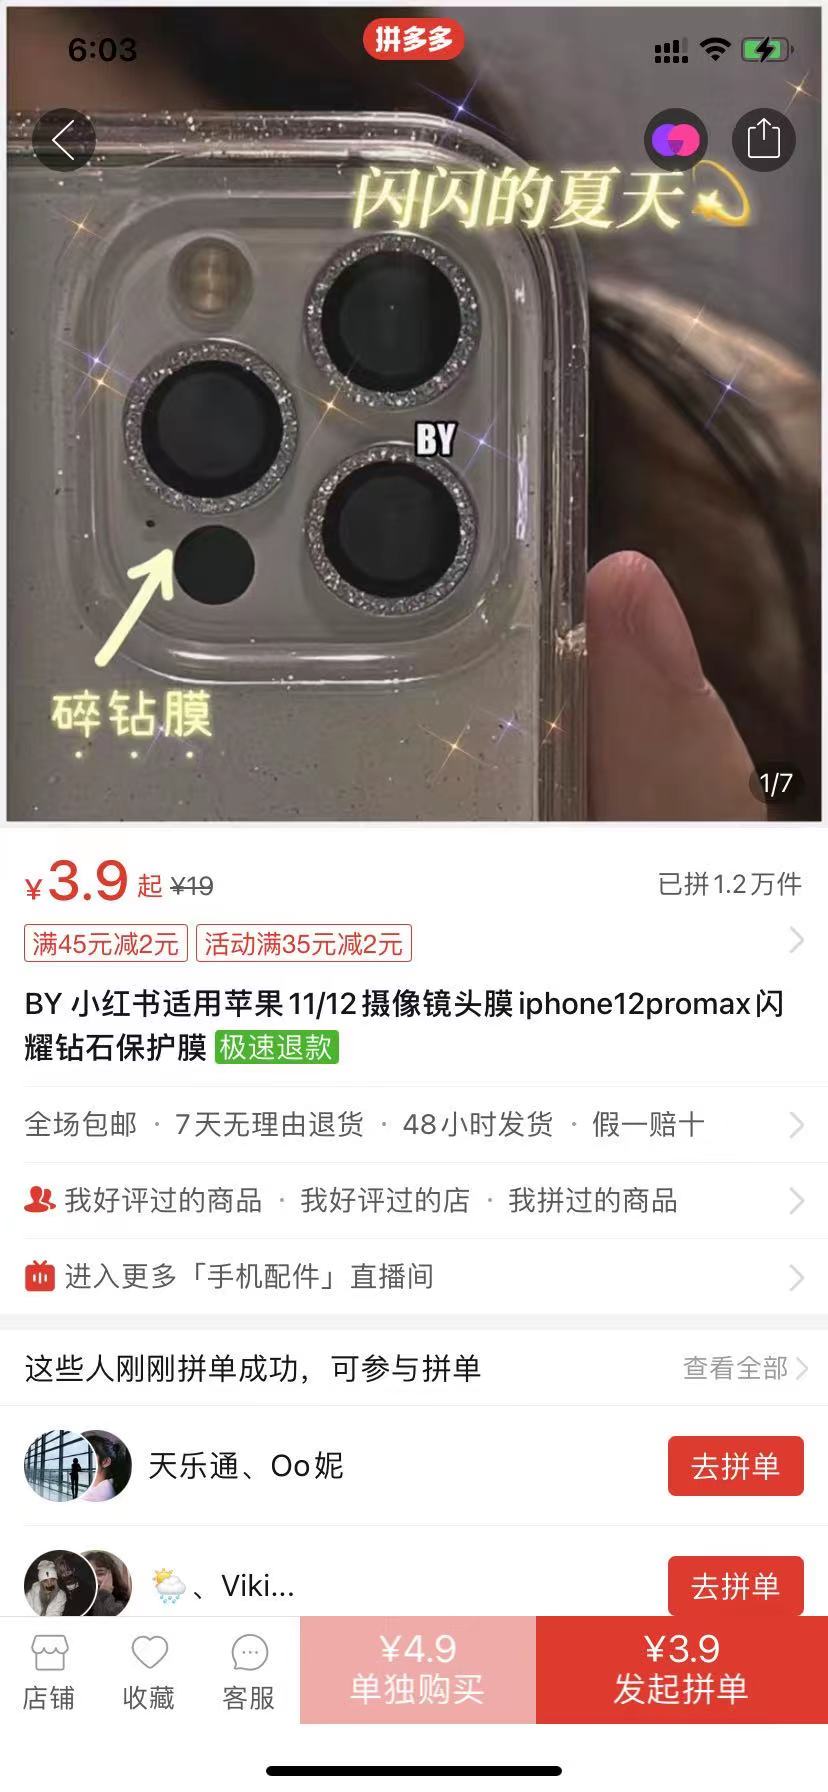 6:03
拼多多
闪闪的夏天
BY
碎钻膜
1/7
¥3.9起 ¥19
已拼1.2万件
满45元减2元 活动满35元减2元
BY 小红书适用苹果11/12摄像镜头膜iphone12promax闪
耀钻石保护膜 极速退款
全场包邮 · 7天无理由退货 · 48小时发货 · 假一赔十
我好评过的商品 · 我好评过的店 · 我拼过的商品
进入更多「手机配件」直播间
这些人刚刚拼单成功，可参与拼单
查看全部
天乐通、Oo妮
去拼单
🌦️、Viki...
去拼单
店铺
收藏
客服
¥4.9
单独购买
¥3.9
发起拼单